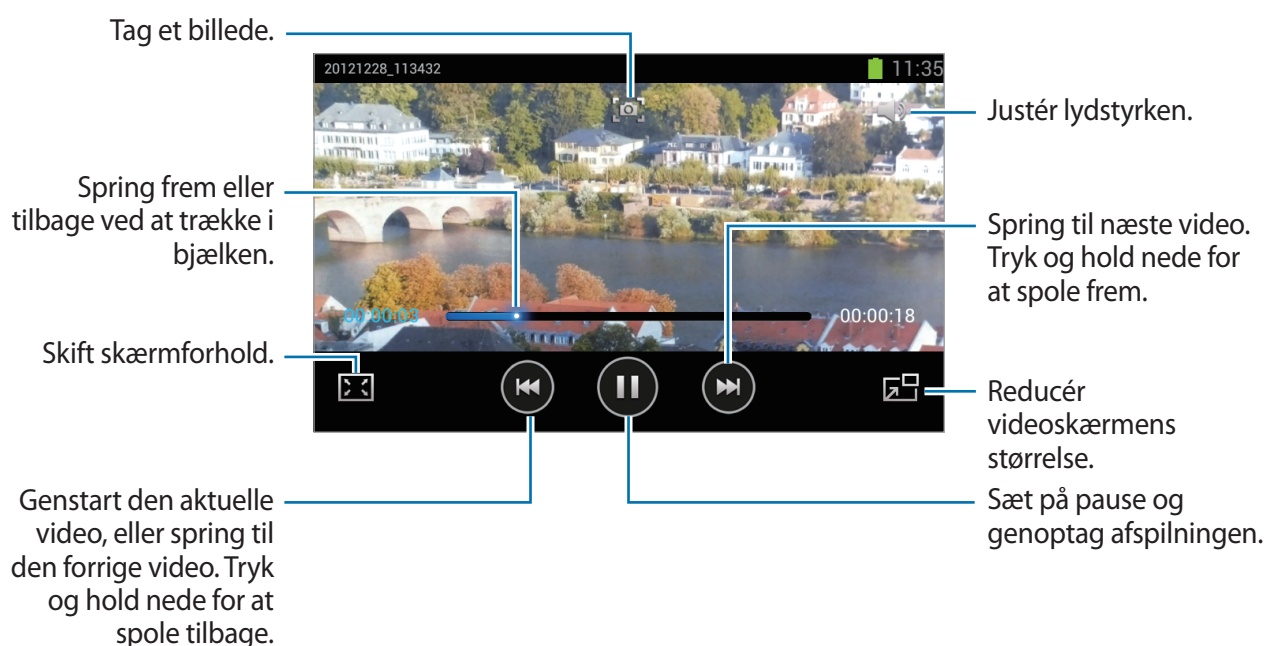 Tag et billede.
20121228_113432
11:35
Justér lydstyrken.
Spring frem eller
tilbage ved at trække i
bjælken.
Spring til næste video.
Tryk og hold nede for
at spole frem.
00:00:03
00:00:18
Skift skærmforhold.
Reducér
videoskærmens
størrelse.
Genstart den aktuelle
video, eller spring til
den forrige video. Tryk
og hold nede for at
spole tilbage.
Sæt på pause og
genoptag afspilningen.